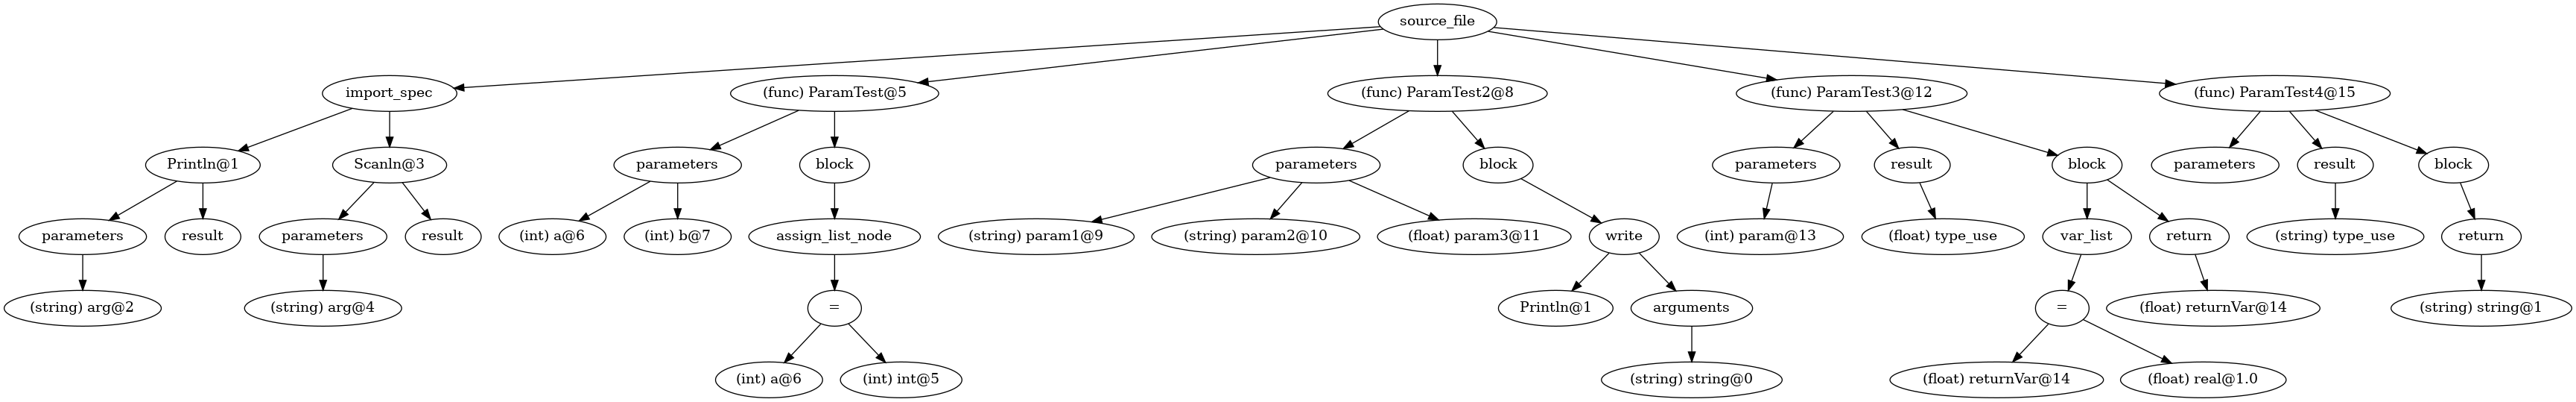 source_file
import_spec
(func) ParamTest@5
(func) ParamTest2@8
(func) ParamTest3@12
(func) ParamTest4@15
Println@1
Scanln@3
parameters
block
parameters
block
parameters
result
block
parameters
result
block
parameters
result
parameters
result
(int) a@6
(int) b@7
assign_list_node
(string) param1@9
(string) param2@10
(float) param3@11
write
(int) param@13
(float) type_use
var_list
return
(string) type_use
return
(string) arg@2
(string) arg@4
=
Println@1
arguments
=
(float) returnVar@14
(string) string@1
(int) a@6
(int) int@5
(string) string@0
(float) returnVar@14
(float) real@1.0